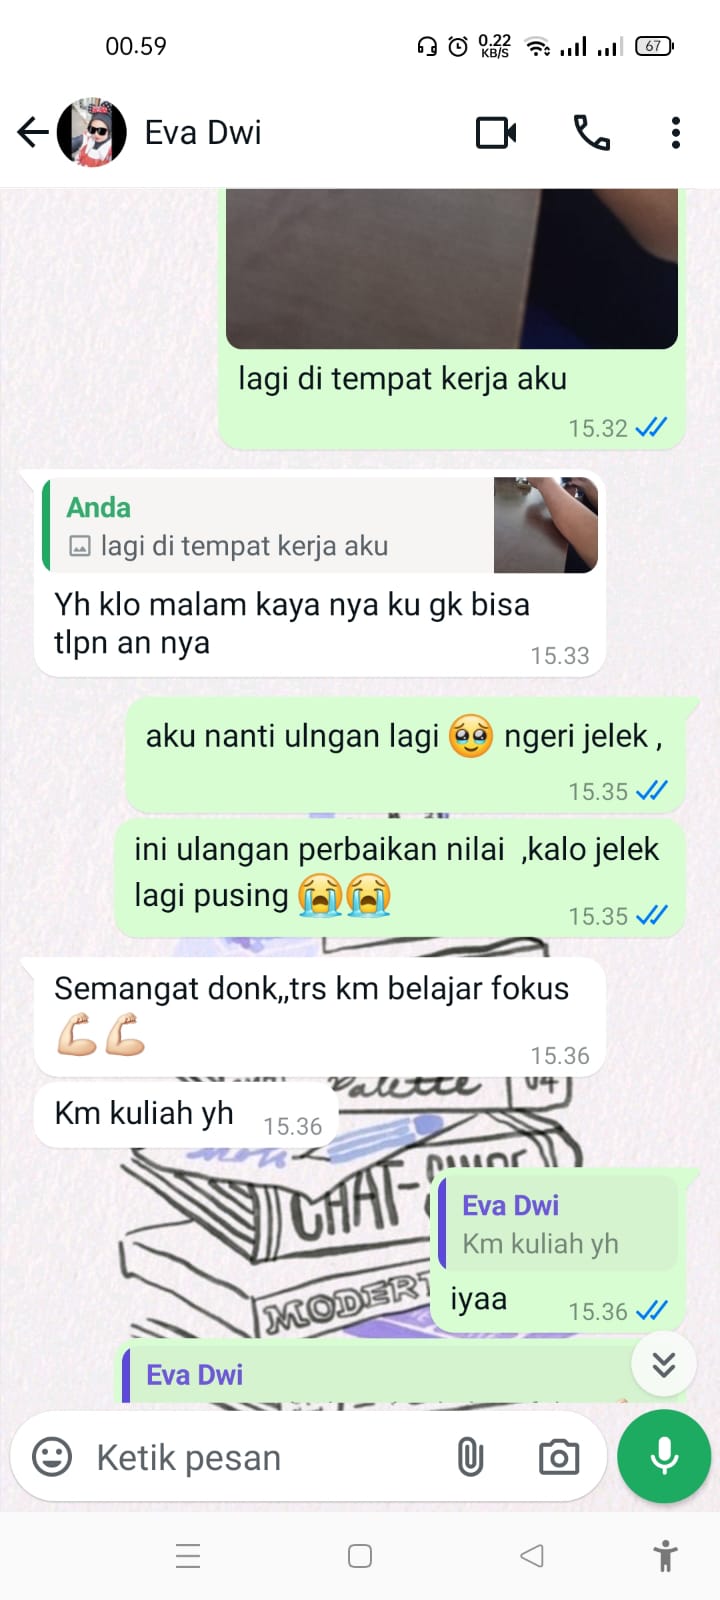 00.59
0.22
KB/S
67
Eva Dwi
lagi di tempat kerja aku
15.32
Anda
lagi di tempat kerja aku
Yh klo malam kaya nya ku gk bisa
tlpn an nya
15.33
aku nanti ulngan lagi 🥹 ngeri jelek ,
15.35
ini ulangan perbaikan nilai ,kalo jelek
lagi pusing 😭😭
15.35
Semangat donk,,trs km belajar fokus
💪🏻💪🏻
15.36
Km kuliah yh
15.36
Eva Dwi
Km kuliah yh
iyaa
15.36
Eva Dwi
Ketik pesan